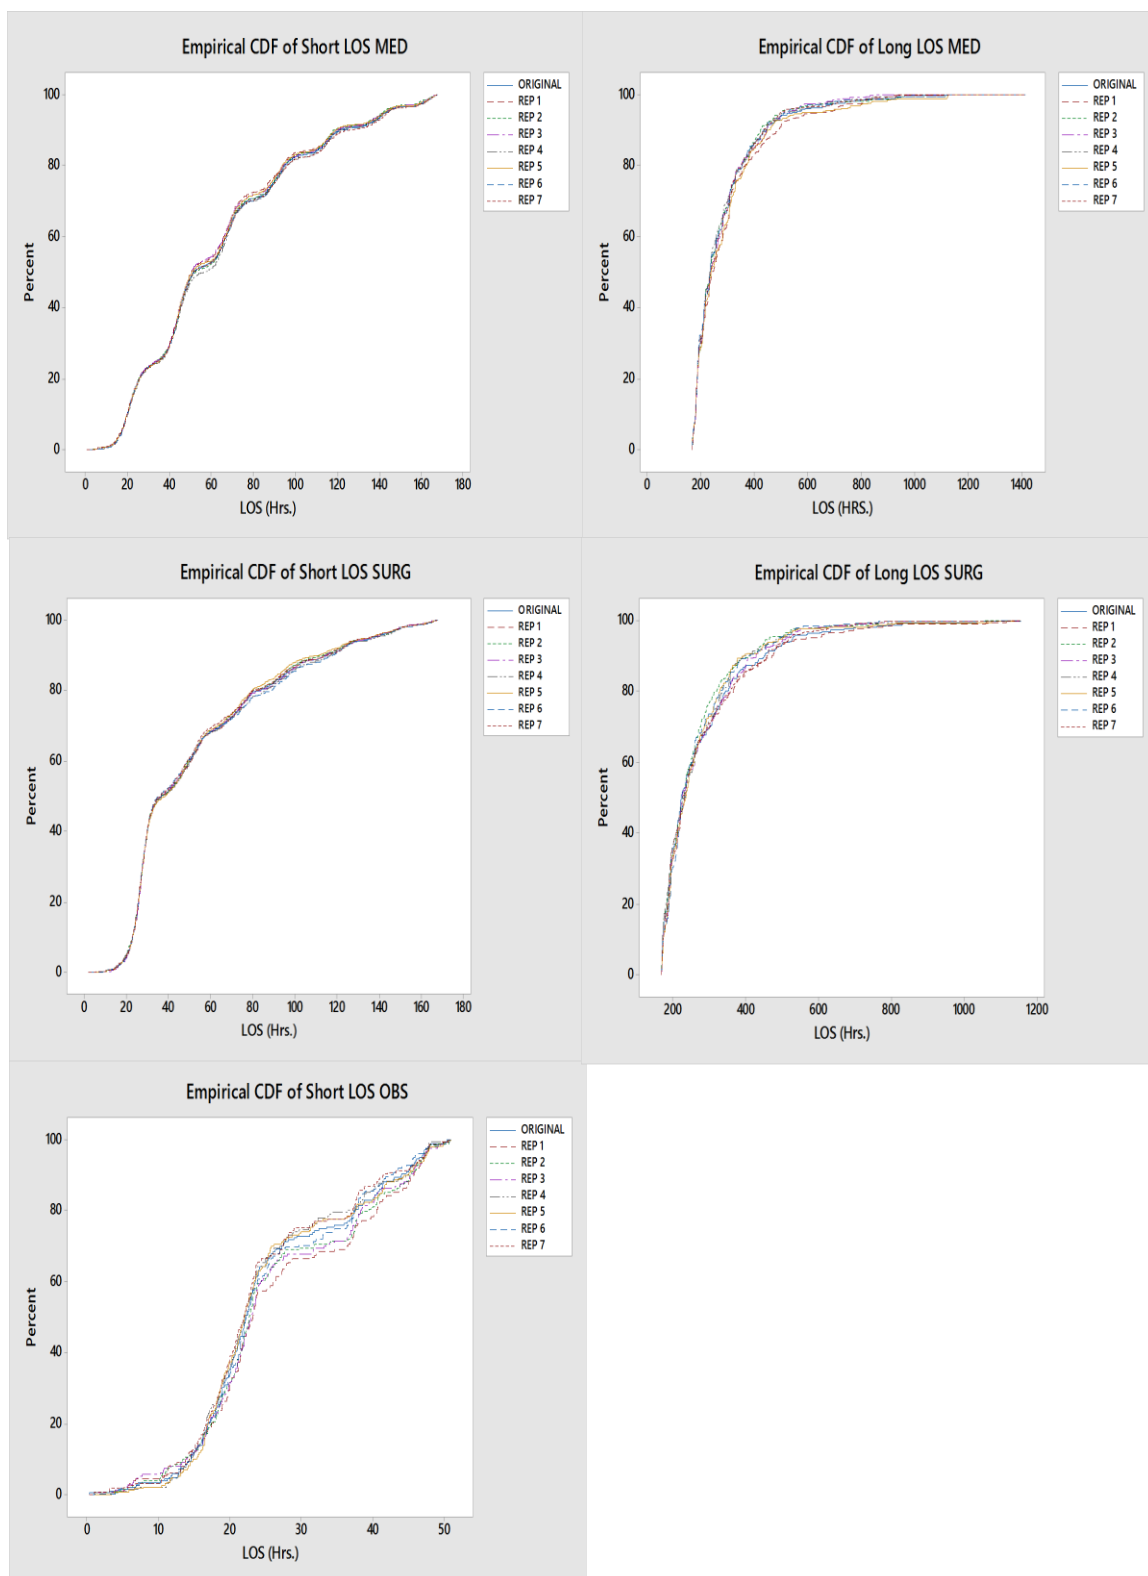 Empirical CDF of Short LOS MED
Percent
100
80
60
40
20
0
0 20 40 60 80 100 120 140 160 180
LOS (Hrs.)
ORIGINAL
REP 1
REP 2
REP 3
REP 4
REP 5
REP 6
REP 7
Empirical CDF of Long LOS MED
Percent
100
80
60
40
20
0
0 200 400 600 800 1000 1200 1400
LOS (HRS.)
ORIGINAL
REP 1
REP 2
REP 3
REP 4
REP 5
REP 6
REP 7
Empirical CDF of Short LOS SURG
Percent
100
80
60
40
20
0
0 20 40 60 80 100 120 140 160 180
LOS (Hrs.)
ORIGINAL
REP 1
REP 2
REP 3
REP 4
REP 5
REP 6
REP 7
Empirical CDF of Long LOS SURG
Percent
100
80
60
40
20
0
200 400 600 800 1000 1200
LOS (Hrs.)
ORIGINAL
REP 1
REP 2
REP 3
REP 4
REP 5
REP 6
REP 7
Empirical CDF of Short LOS OBS
Percent
100
80
60
40
20
0
0 10 20 30 40 50
LOS (Hrs.)
ORIGINAL
REP 1
REP 2
REP 3
REP 4
REP 5
REP 6
REP 7